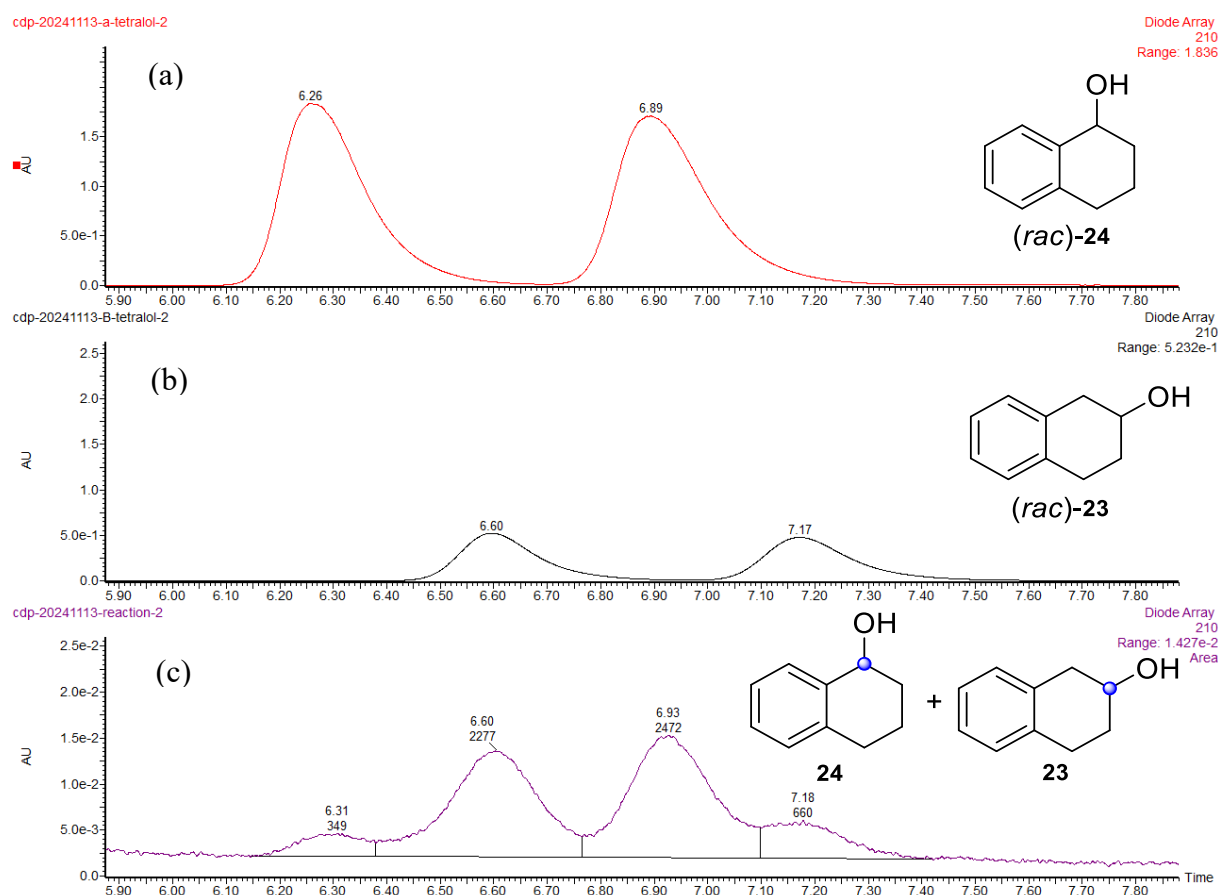 cdp-20241113-a-tetralol-2
Diode Array
210
Range: 1.836
(a)
6.26
6.89
OH
(rac)-24
AU
1.5
1.0
5.0e-1
0.0
5.90 6.00 6.10 6.20 6.30 6.40 6.50 6.60 6.70 6.80 6.90 7.00 7.10 7.20 7.30 7.40 7.50 7.60 7.70 7.80
cdp-20241113-B-tetralol-2
Diode Array
210
Range: 5.232e-1
(b)
6.60
7.17
OH
(rac)-23
AU
2.5
2.0
1.5
1.0
5.0e-1
0.0
5.90 6.00 6.10 6.20 6.30 6.40 6.50 6.60 6.70 6.80 6.90 7.00 7.10 7.20 7.30 7.40 7.50 7.60 7.70 7.80
cdp-20241113-reaction-2
Diode Array
210
Range: 1.427e-2
Area
(c)
6.31
349
6.60
2277
6.93
2472
7.18
660
OH
24
+
OH
23
AU
2.5e-2
2.0e-2
1.5e-2
1.0e-2
5.0e-3
0.0
5.90 6.00 6.10 6.20 6.30 6.40 6.50 6.60 6.70 6.80 6.90 7.00 7.10 7.20 7.30 7.40 7.50 7.60 7.70 7.80 Time